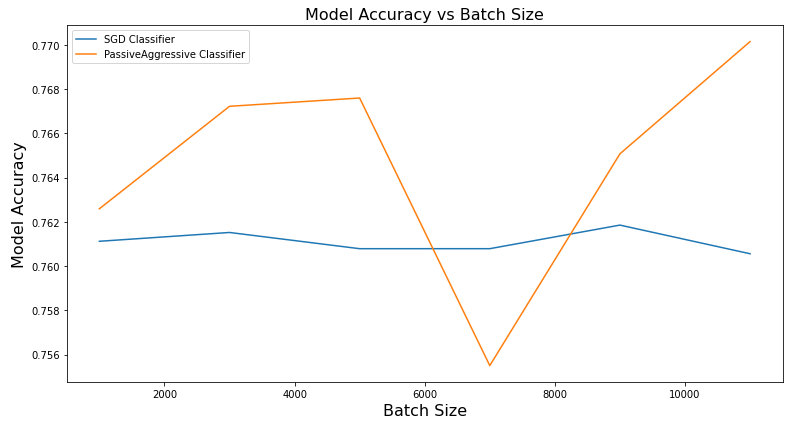 Model Accuracy vs Batch Size
SGD Classifier
PassiveAggressive Classifier
0.770
0.768
0.766
0.764
0.762
0.760
0.758
0.756
Model Accuracy
2000 4000 6000 8000 10000
Batch Size